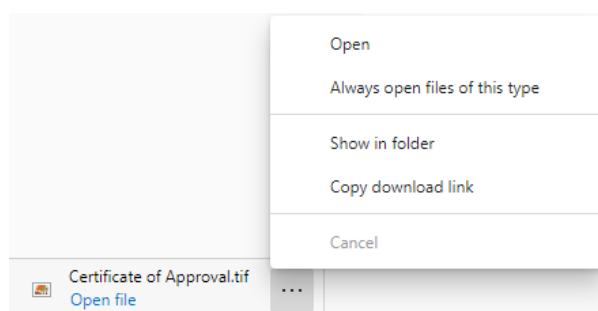 Open
Always open files of this type
Show in folder
Copy download link
Cancel
Certificate of Approval.tif
Open file
...